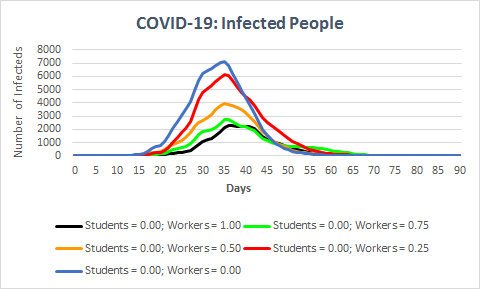 COVID-19: Infected People
Number of Infecteds
8000
7000
6000
5000
4000
3000
2000
1000
0
0 5 10 15 20 25 30 35 40 45 50 55 60 65 70 75 80 85 90
Days
Students = 0.00; Workers = 1.00 Students = 0.00; Workers = 0.75
Students = 0.00; Workers = 0.50 Students = 0.00; Workers = 0.25
Students = 0.00; Workers = 0.00